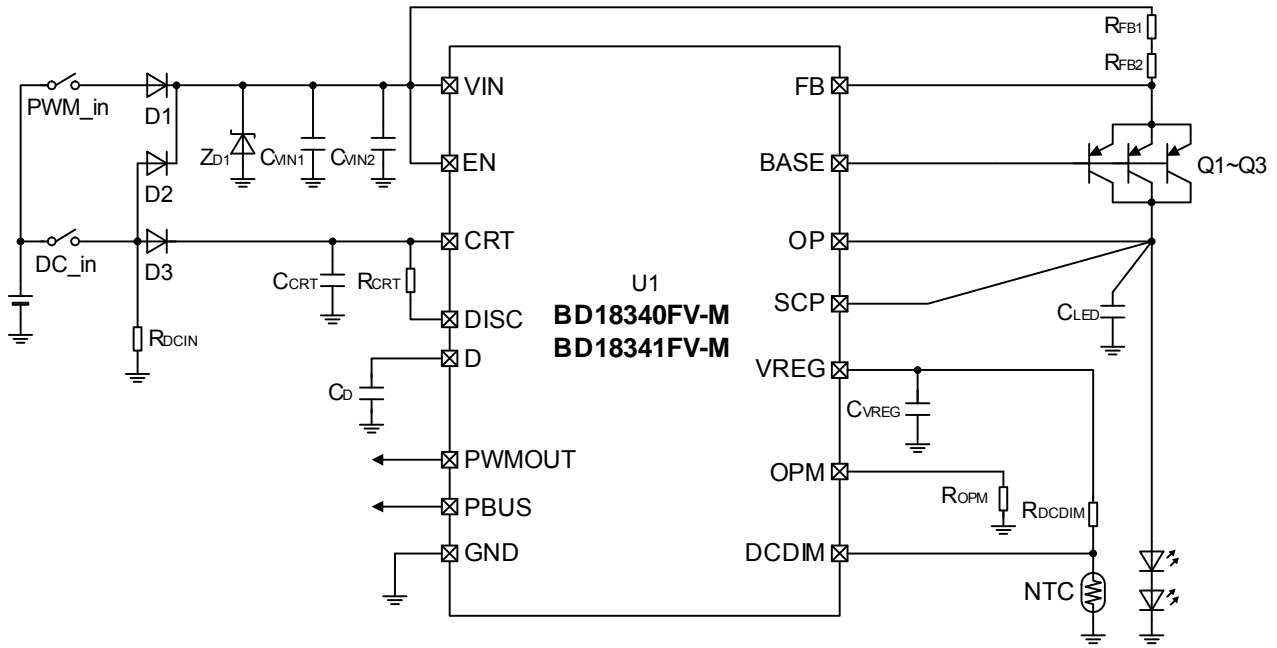 RFB1
RFB2
PWM_in
D1
D2
DC_in
D3
RDCIN
ZD1
CVIN1
CVIN2
CCRT
RCRT
CD
VIN
EN
CRT
DISC
D
PWMOUT
PBUS
GND
U1
BD18340FV-M
BD18341FV-M
FB
BASE
OP
SCP
VREG
OPM
DCDIM
Q1~Q3
CLED
CVREG
ROPM
RDCDIM
NTC